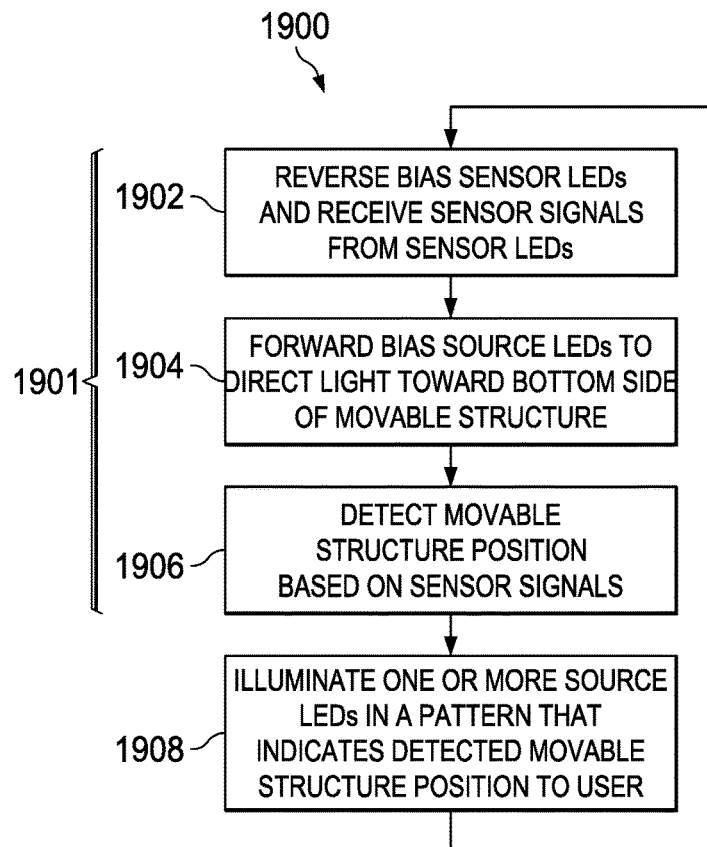 1900
1902
REVERSE BIAS SENSOR LEDs
AND RECEIVE SENSOR SIGNALS
FROM SENSOR LEDs
1901
1904
FORWARD BIAS SOURCE LEDs TO
DIRECT LIGHT TOWARD BOTTOM SIDE
OF MOVABLE STRUCTURE
1906
DETECT MOVABLE
STRUCTURE POSITION
BASED ON SENSOR SIGNALS
1908
ILLUMINATE ONE OR MORE SOURCE
LEDs IN A PATTERN THAT
INDICATES DETECTED MOVABLE
STRUCTURE POSITION TO USER